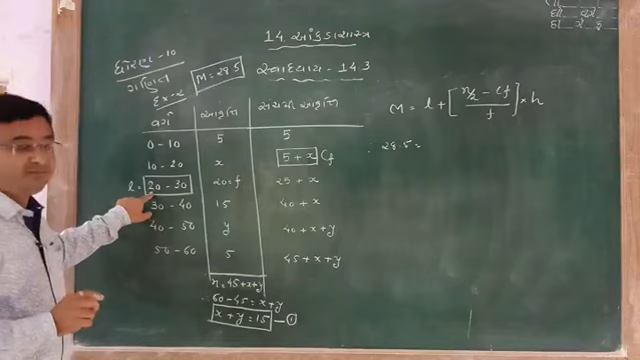 14. આંકડાશાસ્ત્ર
ધોરણ - 10
ગણિત
Ex-2
M = 28.5
સ્વાધ્યાય - 14.3
વર્ગ આવૃત્તિ સંચયી આવૃત્તિ
0 - 10 5 5
10 - 20 x 5 + x Cf
l = 20 - 30 20 = f 25 + x
30 - 40 15 40 + x
40 - 50 y 40 + x + y
50 - 60 5 45 + x + y
n = 45 + x + y
60 - 45 = x + y
x + y = 15 — ①
M = l + [ n/2 - cf / f ] × h
∴ 28.5 =